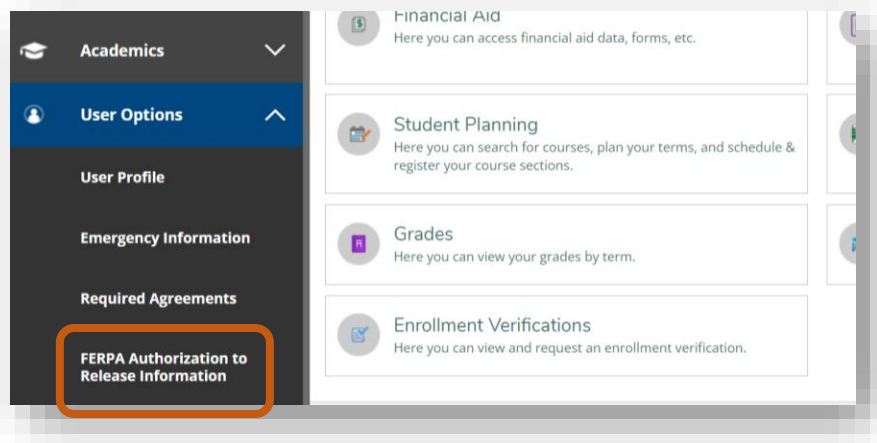 Academics
User Options
User Profile
Emergency Information
Required Agreements
FERPA Authorization to
Release Information
Financial Aid
Here you can access financial aid data, forms, etc.
Student Planning
Here you can search for courses, plan your terms, and schedule &
register your course sections.
Grades
Here you can view your grades by term.
Enrollment Verifications
Here you can view and request an enrollment verification.